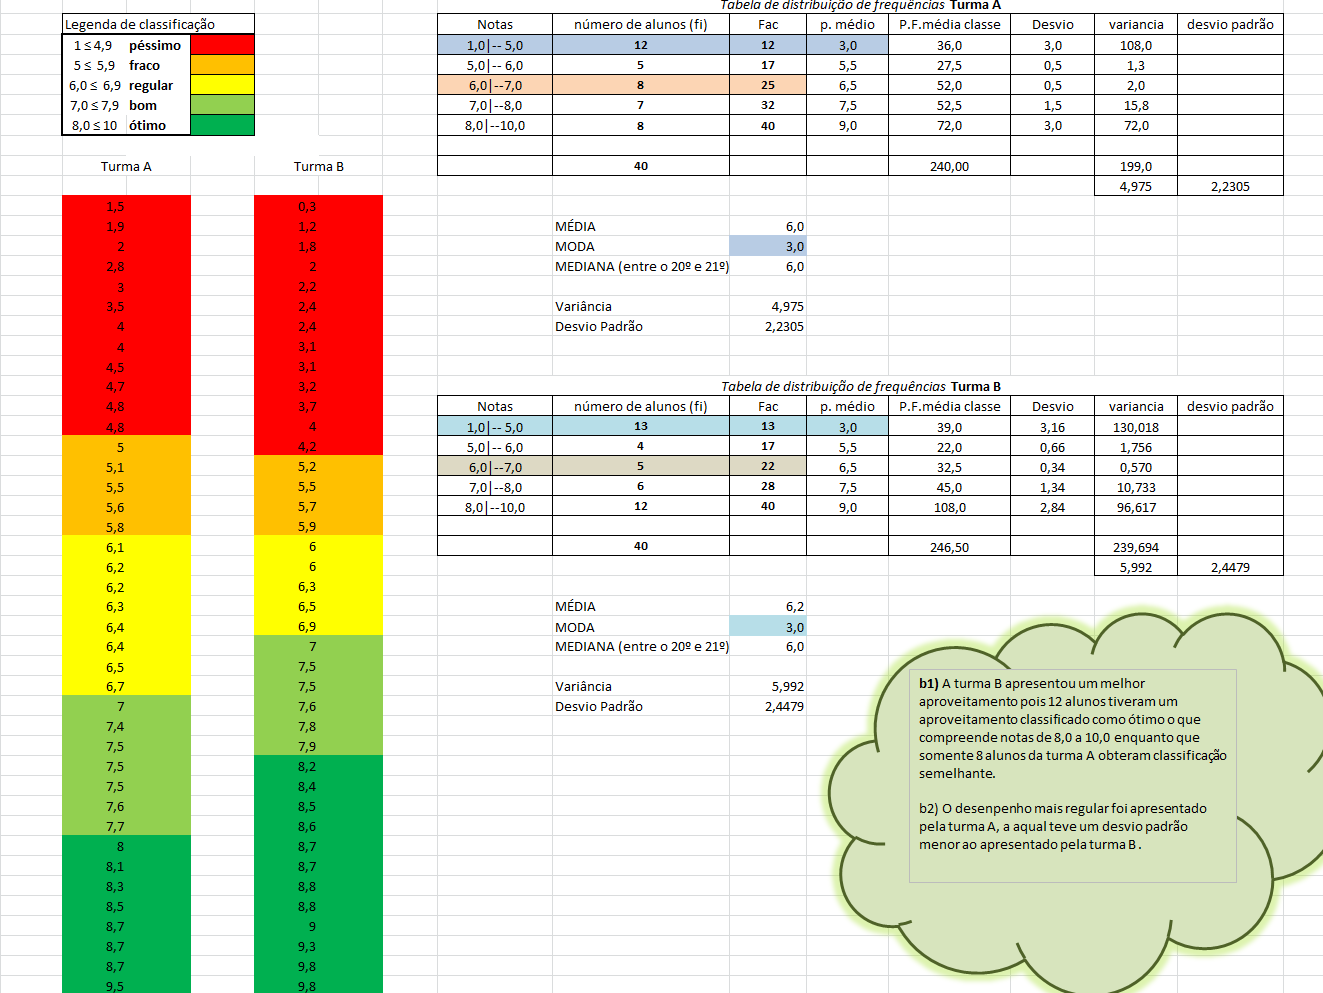 Tabela de distribuição de frequências Turma A
Legenda de classificação
1 ≤ 4,9 péssimo
5 ≤ 5,9 fraco
6,0 ≤ 6,9 regular
7,0 ≤ 7,9 bom
8,0 ≤ 10 ótimo
Notas número de alunos (fi) Fac p. médio P.F.média classe Desvio variancia desvio padrão
1,0|-- 5,0 12 12 3,0 36,0 3,0 108,0
5,0|-- 6,0 5 17 5,5 27,5 0,5 1,3
6,0|--7,0 8 25 6,5 52,0 0,5 2,0
7,0|--8,0 7 32 7,5 52,5 1,5 15,8
8,0|--10,0 8 40 9,0 72,0 3,0 72,0
40 240,00 199,0
4,975 2,2305
MÉDIA 6,0
MODA 3,0
MEDIANA (entre o 20º e 21º) 6,0
Variância 4,975
Desvio Padrão 2,2305
Turma A Turma B
1,5 0,3
1,9 1,2
2 1,8
2,8 2
3 2,2
3,5 2,4
4 2,4
4 3,1
4,5 3,1
4,7 3,2
4,8 3,7
4,8 4
5 4,2
5,1 5,2
5,5 5,5
5,6 5,7
5,8 5,9
6,1 6
6,2 6
6,2 6,3
6,3 6,5
6,4 6,9
6,4 7
6,5 7,5
6,7 7,5
7 7,6
7,4 7,8
7,5 7,9
7,5 8,2
7,5 8,4
7,6 8,5
7,7 8,6
8 8,7
8,1 8,7
8,3 8,8
8,5 8,8
8,7 9
8,7 9,3
8,7 9,8
9,5 9,8
Tabela de distribuição de frequências Turma B
Notas número de alunos (fi) Fac p. médio P.F.média classe Desvio variancia desvio padrão
1,0|-- 5,0 13 13 3,0 39,0 3,16 130,018
5,0|-- 6,0 4 17 5,5 22,0 0,66 1,756
6,0|--7,0 5 22 6,5 32,5 0,34 0,570
7,0|--8,0 6 28 7,5 45,0 1,34 10,733
8,0|--10,0 12 40 9,0 108,0 2,84 96,617
40 246,50 239,694
5,992 2,4479
MÉDIA 6,2
MODA 3,0
MEDIANA (entre o 20º e 21º) 6,0
Variância 5,992
Desvio Padrão 2,4479
b1) A turma B apresentou um melhor
aproveitamento pois 12 alunos tiveram um
aproveitamento classificado como ótimo o que
compreende notas de 8,0 a 10,0 enquanto que
somente 8 alunos da turma A obteram classificação
semelhante.
b2) O desenpenho mais regular foi apresentado
pela turma A, a aqual teve um desvio padrão
menor ao apresentado pela turma B .